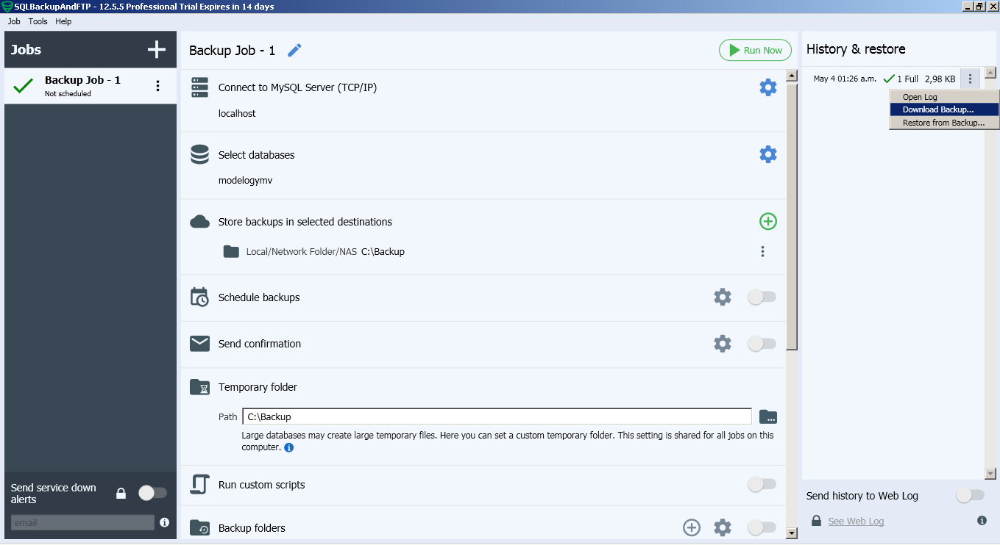 SQLBackupAndFTP - 12.5.5 Professional Trial Expires in 14 days
Job Tools Help
Jobs
Backup Job - 1
Not scheduled
Send service down
alerts
email
Backup Job - 1
Run Now
Connect to MySQL Server (TCP/IP)
localhost
Select databases
modelogymv
Store backups in selected destinations
Local/Network Folder/NAS C:\Backup
Schedule backups
Send confirmation
Temporary folder
Path C:\Backup
Large databases may create large temporary files. Here you can set a custom temporary folder. This setting is shared for all jobs on this
computer.
Run custom scripts
Backup folders
History & restore
May 4 01:26 a.m. 1 Full 2,98 KB
Open Log
Download Backup...
Restore from Backup...
Send history to Web Log
See Web Log